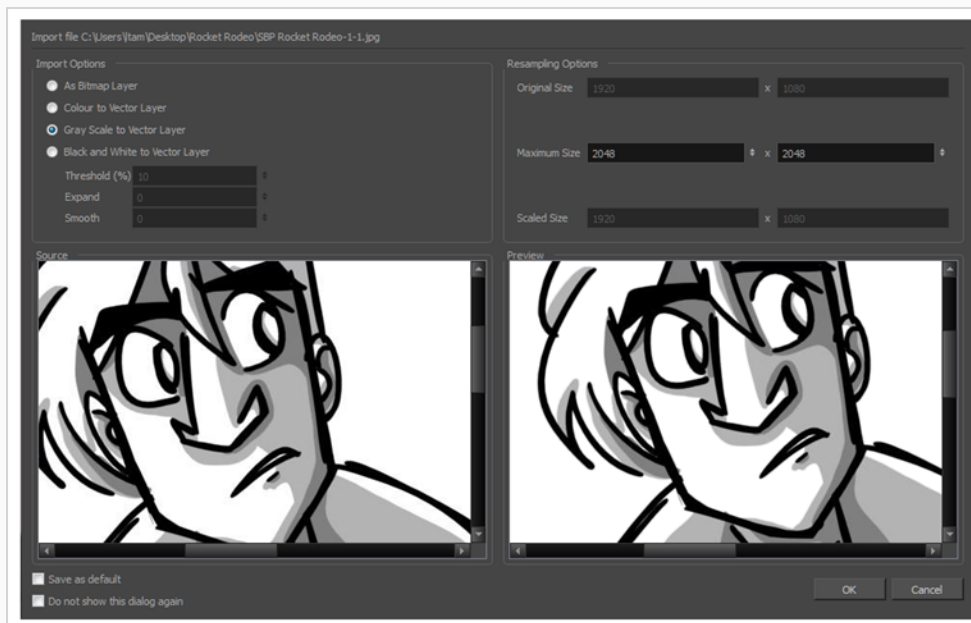 Import file C:\Users\ltam\Desktop\Rocket Rodeo\SBP Rocket Rodeo-1-1.jpg
Import Options
As Bitmap Layer
Colour to Vector Layer
Gray Scale to Vector Layer
Black and White to Vector Layer
Threshold (%) 10
Expand 0
Smooth 0
Resampling Options
Original Size 1920 x 1080
Maximum Size 2048 x 2048
Scaled Size 1920 x 1080
Source
Preview
Save as default
Do not show this dialog again
OK Cancel